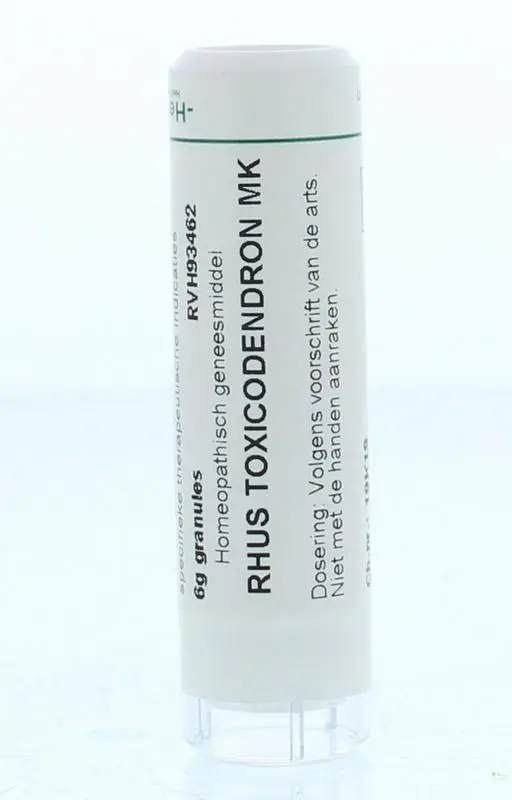 specifieke therapeutische indicaties
6g granules RVH93462
Homeopathisch geneesmiddel
RHUS TOXICODENDRON MK
Dosering: Volgens voorschrift van de arts.
Niet met de handen aanraken.